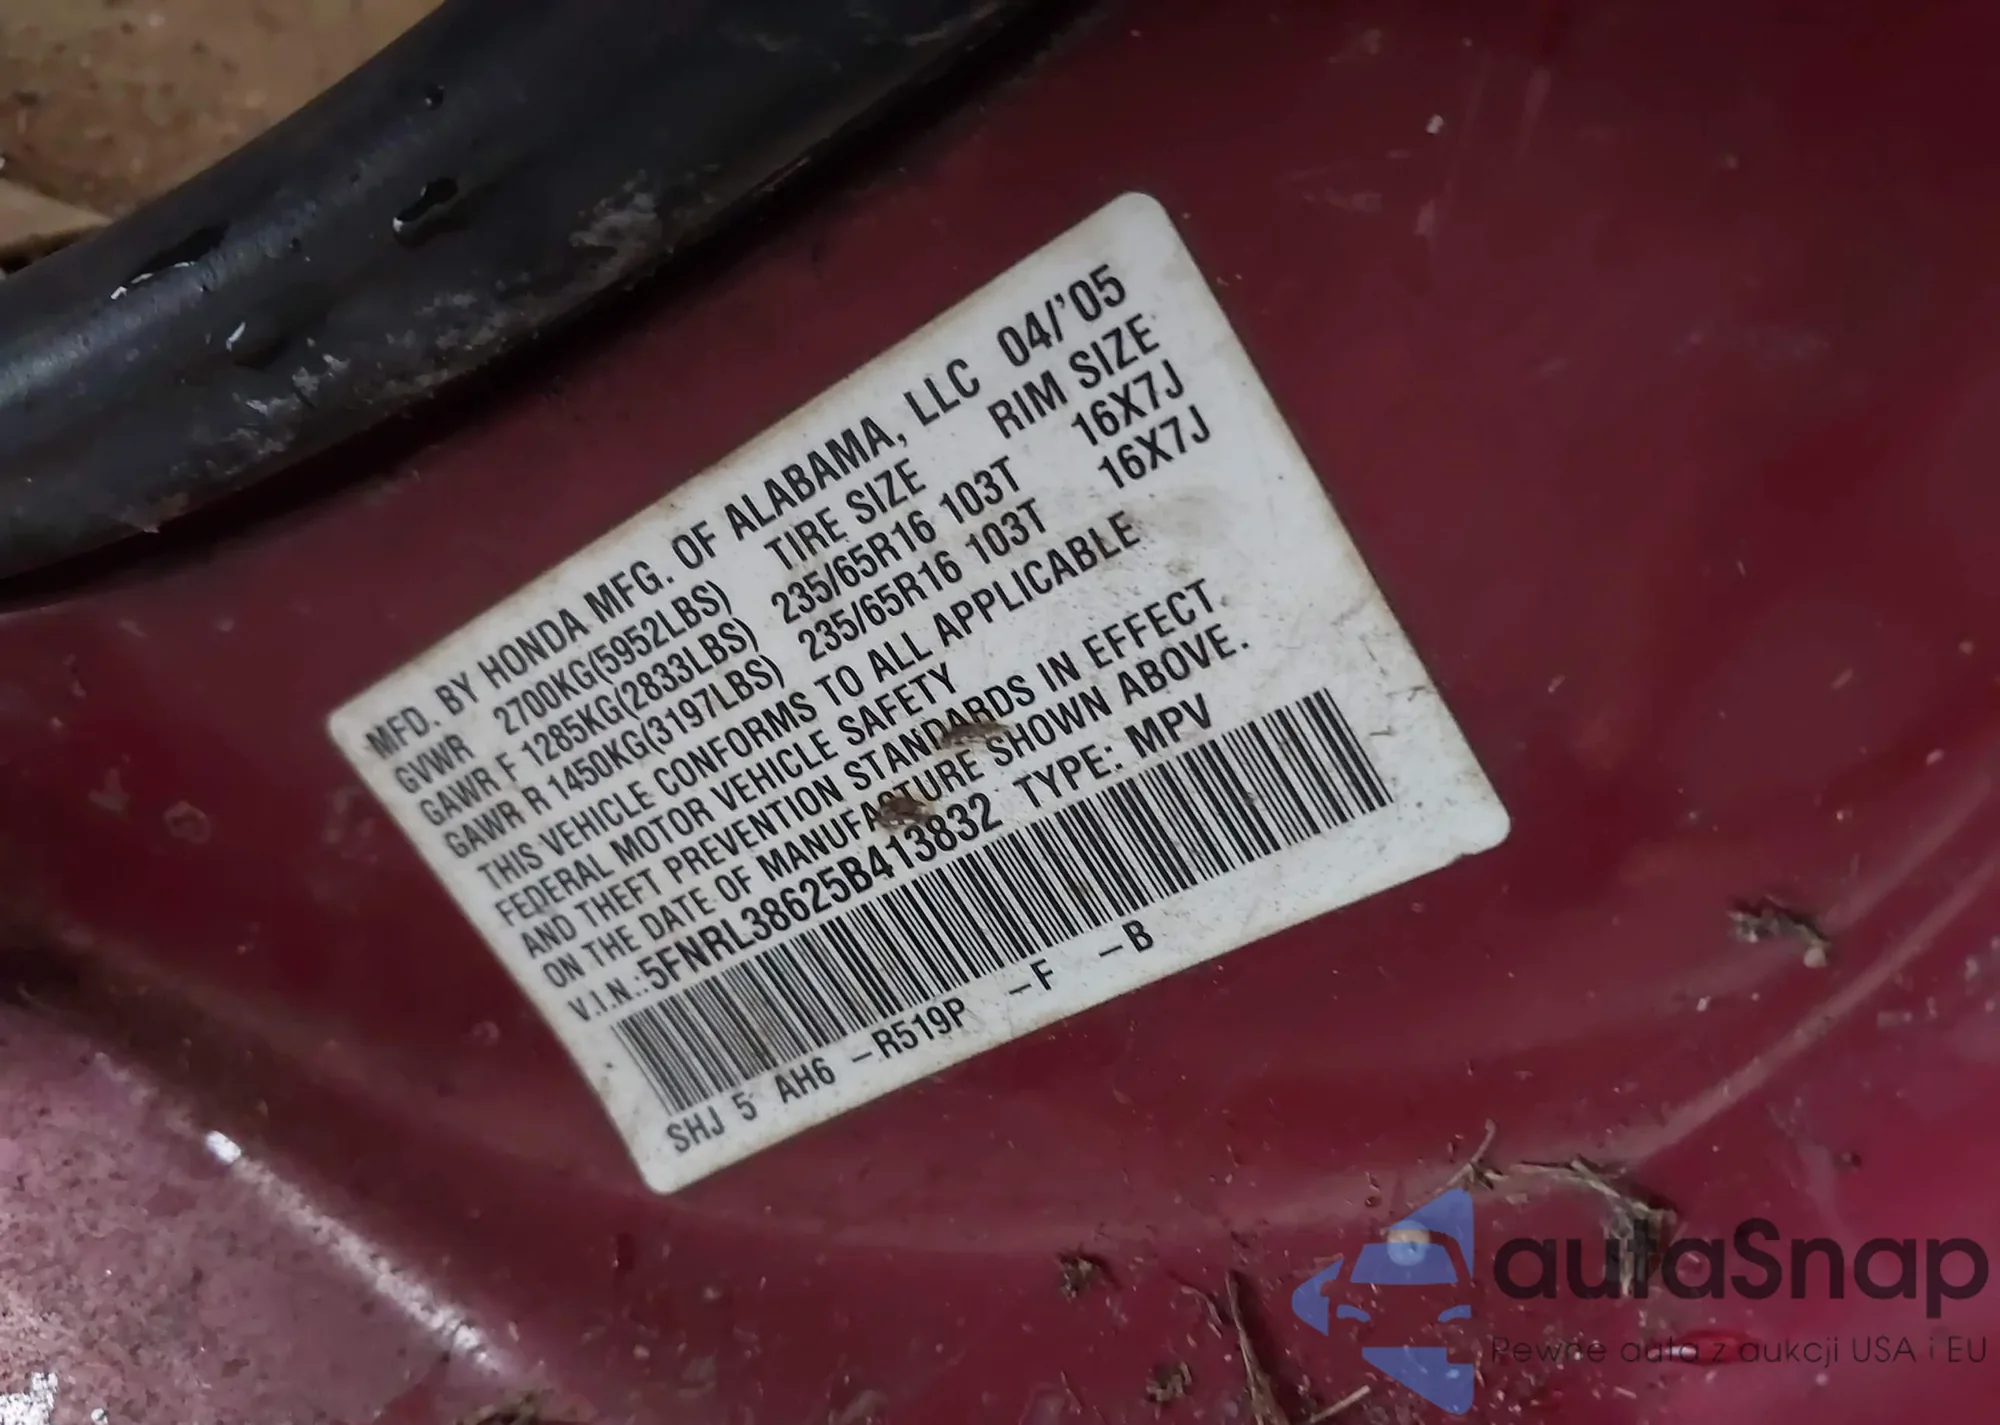 MFD. BY HONDA MFG. OF ALABAMA, LLC 04/'05
GVWR 2700KG(5952LBS) TIRE SIZE RIM SIZE
GAWR F 1285KG(2833LBS) 235/65R16 103T 16X7J
GAWR R 1450KG(3197LBS) 235/65R16 103T 16X7J
THIS VEHICLE CONFORMS TO ALL APPLICABLE
FEDERAL MOTOR VEHICLE SAFETY
AND THEFT PREVENTION STANDARDS IN EFFECT
ON THE DATE OF MANUFACTURE SHOWN ABOVE.
V.I.N.:5FNRL38625B413832 TYPE: MPV
SHJ 5 AH6 –R519P –F –B
autaSnap
Pewne auta z aukcji USA i EU